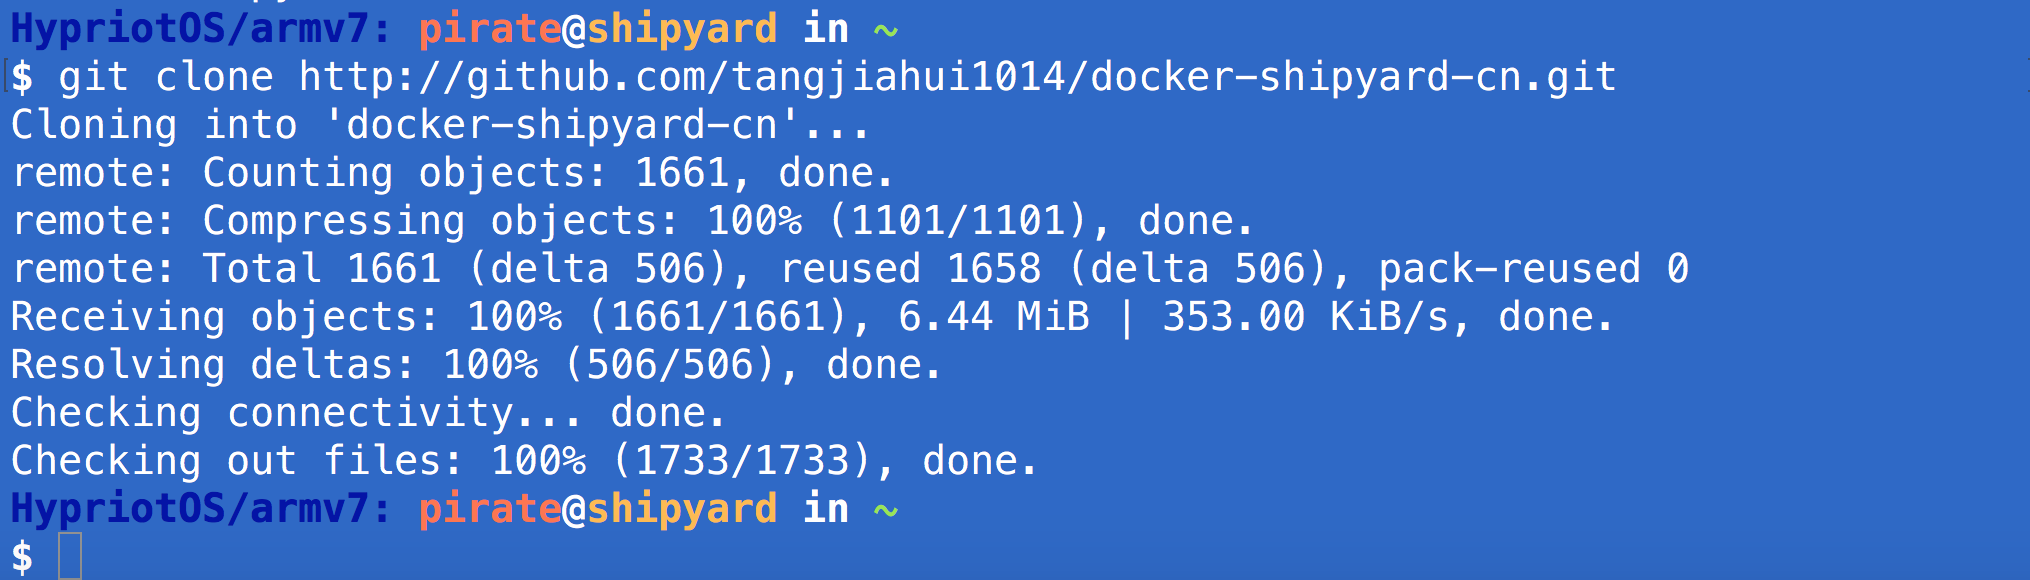 HypriotOS/armv7: pirate@shipyard in ~
$ git clone http://github.com/tangjiahui1014/docker-shipyard-cn.git
Cloning into 'docker-shipyard-cn'...
remote: Counting objects: 1661, done.
remote: Compressing objects: 100% (1101/1101), done.
remote: Total 1661 (delta 506), reused 1658 (delta 506), pack-reused 0
Receiving objects: 100% (1661/1661), 6.44 MiB | 353.00 KiB/s, done.
Resolving deltas: 100% (506/506), done.
Checking connectivity... done.
Checking out files: 100% (1733/1733), done.
HypriotOS/armv7: pirate@shipyard in ~
$